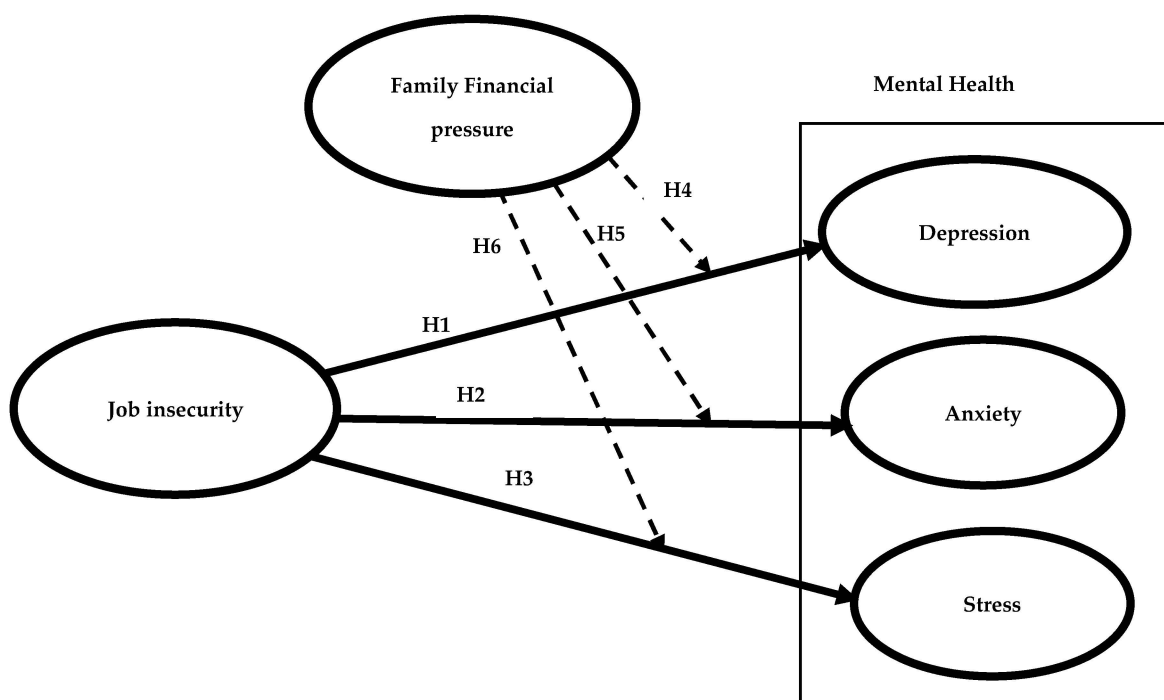 Family Financial
pressure
Mental Health
H4
Depression
H5
H6
H1
H2
Job insecurity
Anxiety
H3
Stress